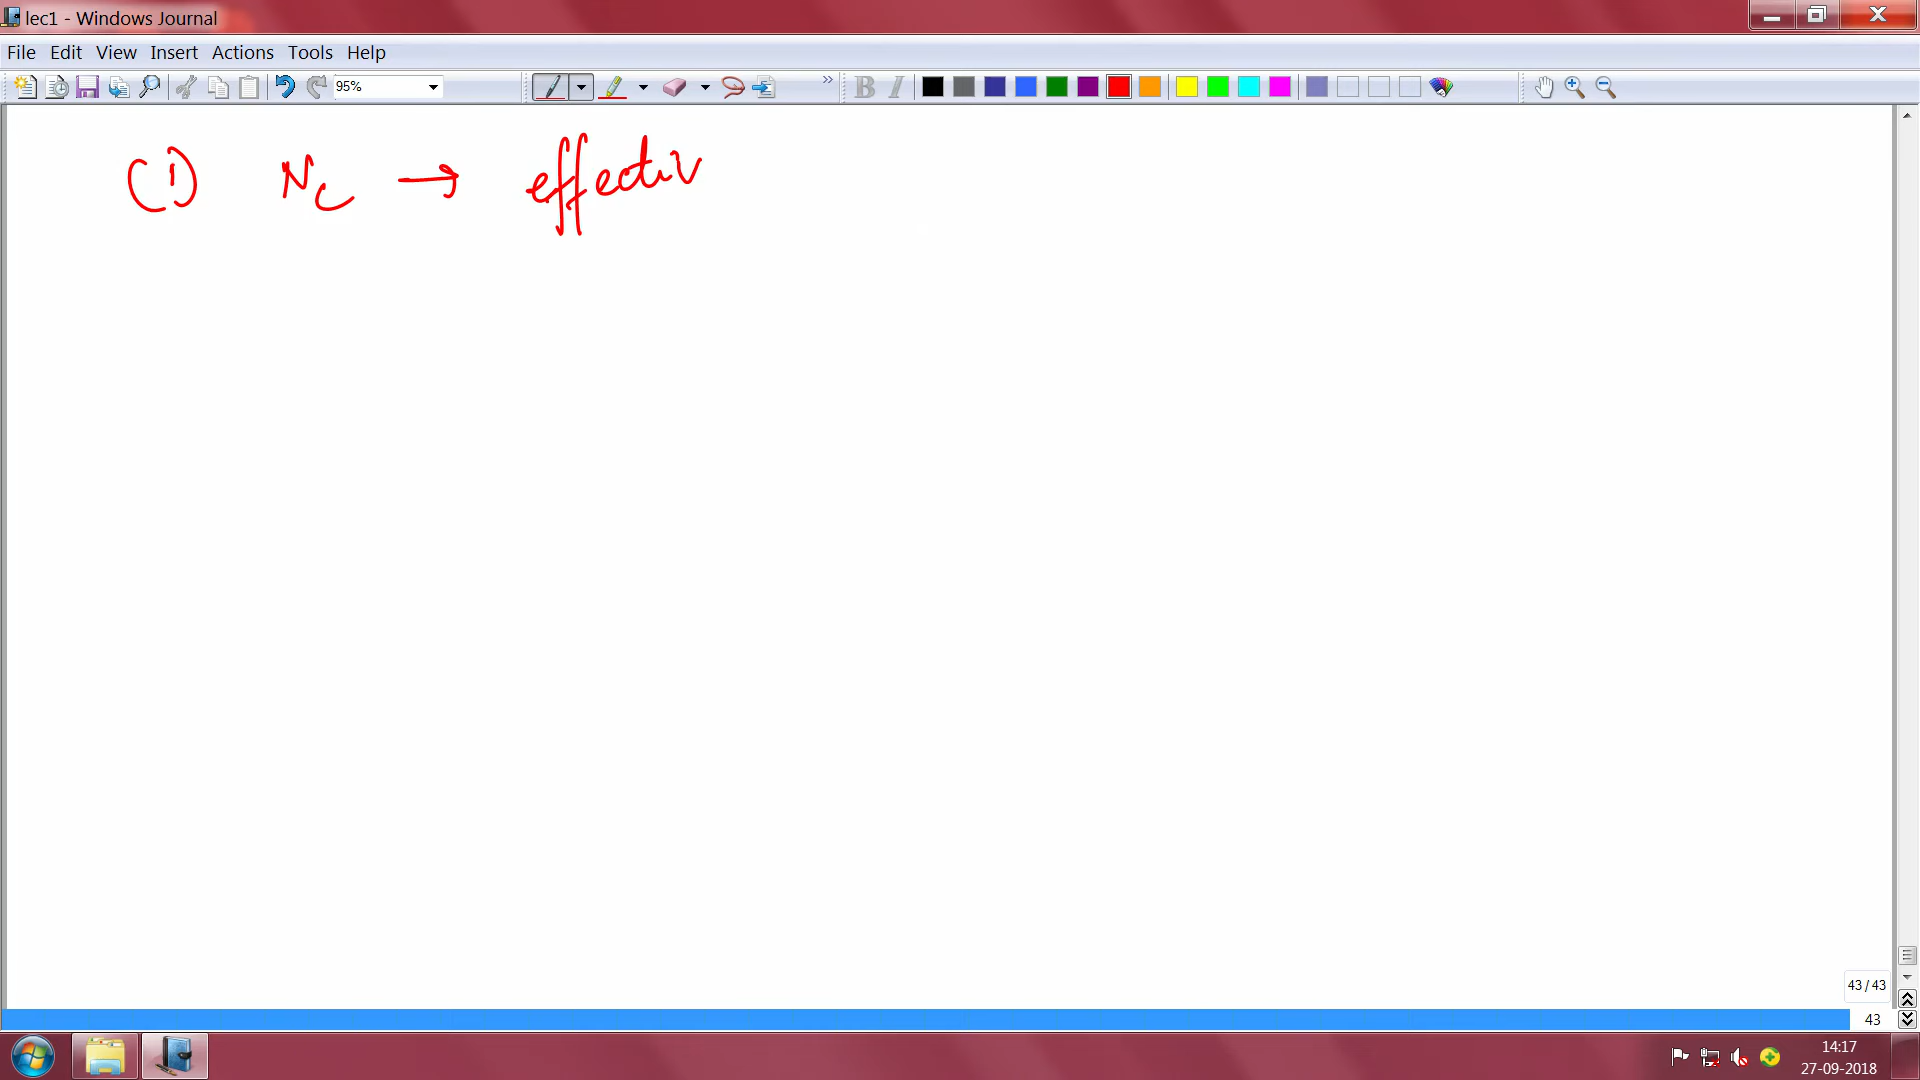 lec1 - Windows Journal
File Edit View Insert Actions Tools Help
95%
(1) Nc → effectiv
43 / 43
43
14:17
27-09-2018